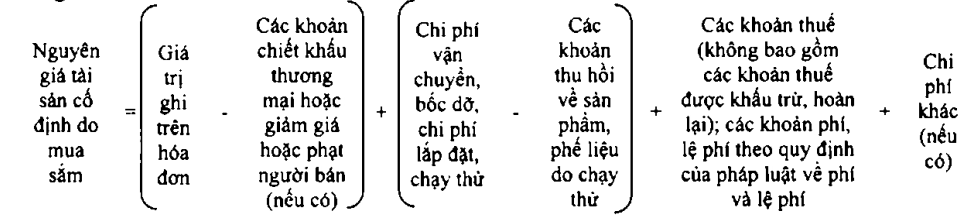 Nguyên
giá tài
sản cố
định do
mua
sắm
=
Giá
trị
ghi
trên
hóa
đơn
-
Các khoản
chiết khấu
thương
mại hoặc
giảm giá
hoặc phạt
người bán
(nếu có)
+
Chi phí
vận
chuyển,
bốc dỡ,
chi phí
lắp đặt,
chạy thử
-
Các
khoản
thu hồi
về sản
phẩm,
phế liệu
do chạy
thử
+
Các khoản thuế
(không bao gồm
các khoản thuế
được khấu trừ, hoàn
lại); các khoản phí,
lệ phí theo quy định
của pháp luật về phí
và lệ phí
+
Chi
phí
khác
(nếu
có)